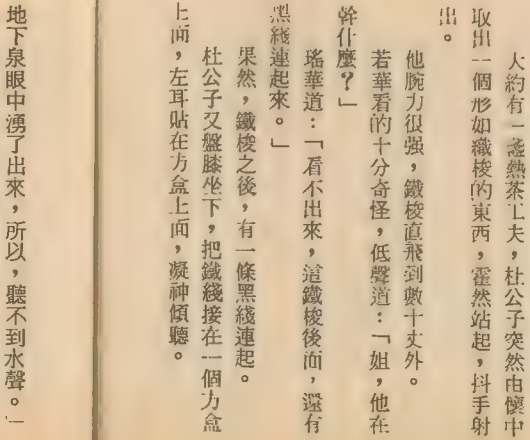 大約有一盞熱茶工夫，杜公子突然由懷中
取出一個形如織梭的東西，霍然站起，抖手射
出。
他腕力很强，鐵梭直飛到數十丈外。
若華看的十分奇怪，低聲道：「姐，他在
幹什麼？」
瑤華道：「看不出來，這鐵梭後面，還有
黑綫連起來。」
果然，鐵梭之後，有一條黑綫連起。
杜公子又盤膝坐下，把鐵綫接在一個方盒
上面，左耳貼在方盒上面，凝神傾聽。
地下泉眼中湧了出來，所以，聽不到水聲。」